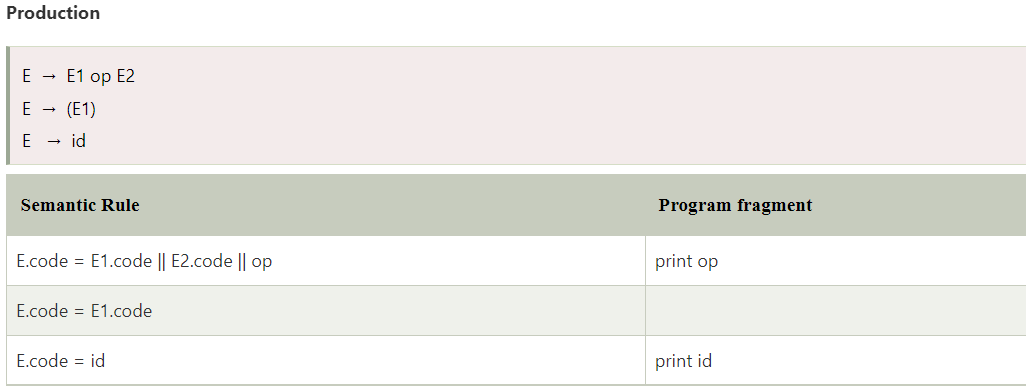 Production
E → E1 op E2
E → (E1)
E → id
Semantic Rule Program fragment
E.code = E1.code || E2.code || op print op
E.code = E1.code
E.code = id print id